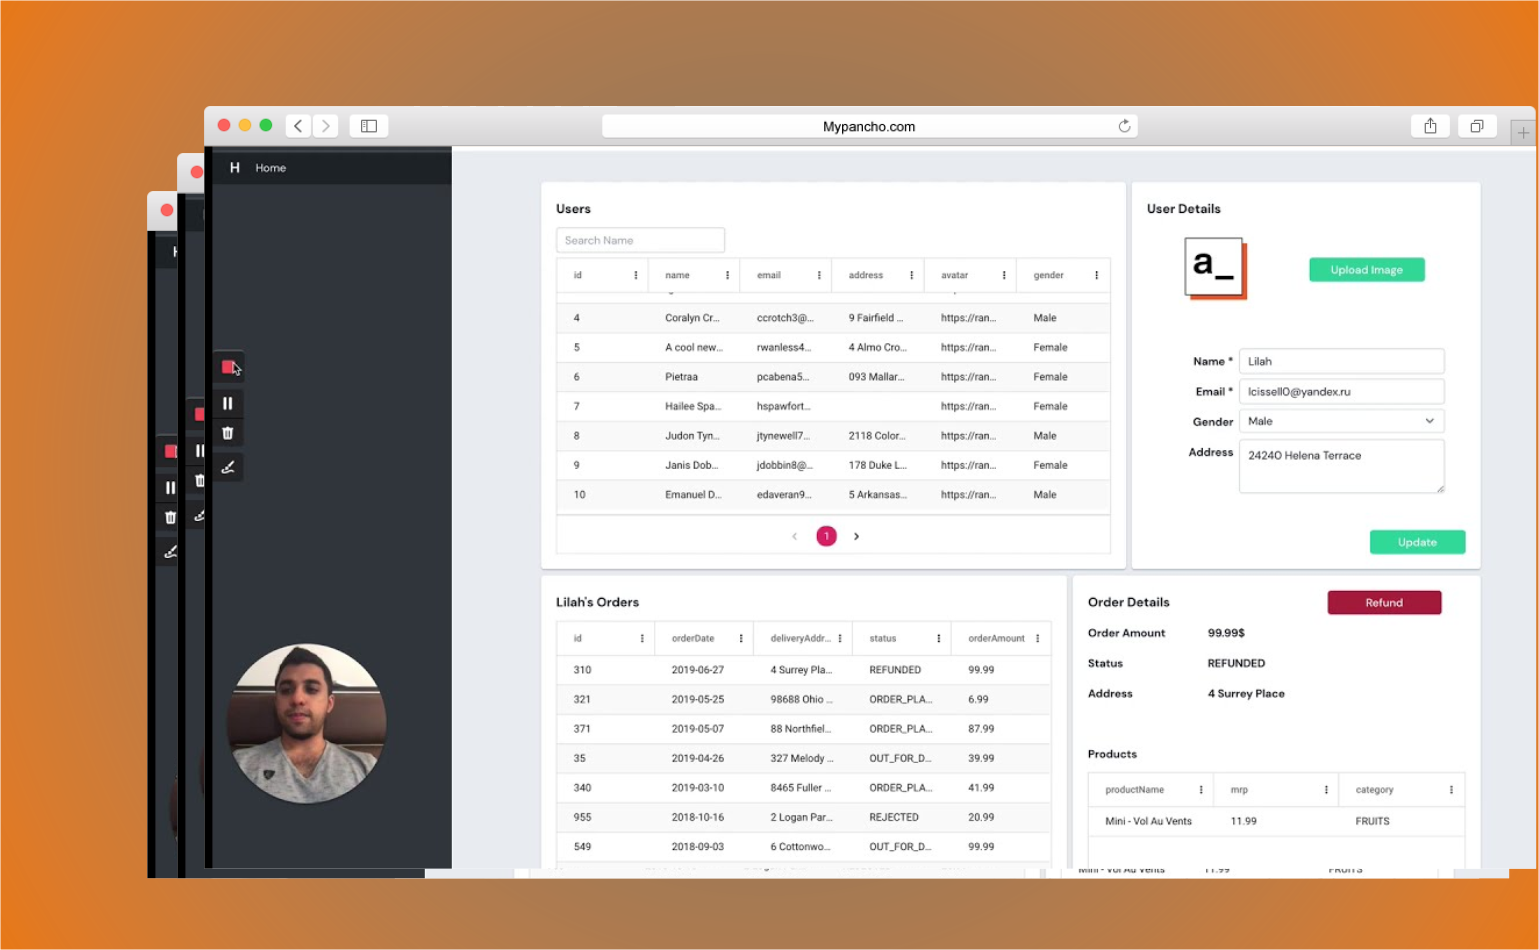 Mypancho.com
H Home
Users
Search Name
id name email address avatar gender
4 Coralyn Cr... ccrotch3@... 9 Fairfield ... https://ran... Male
5 A cool new... rwanless4... 4 Almo Cro... https://ran... Female
6 Pietraa pcabena5... 093 Mallar... https://ran... Female
7 Hailee Spa... hspawfort... https://ran... Female
8 Judon Tyn... jtynewell7... 2118 Color... https://ran... Male
9 Janis Dob... jdobbin8@... 178 Duke L... https://ran... Female
10 Emanuel D... edaveran9... 5 Arkansas... https://ran... Male
1
User Details
a_
Upload Image
Name * Lilah
Email * lcissell0@yandex.ru
Gender Male
Address 24240 Helena Terrace
Update
Lilah's Orders
id orderDate deliveryAddr... status orderAmount
310 2019-06-27 4 Surrey Pla... REFUNDED 99.99
321 2019-05-25 98688 Ohio ... ORDER_PLA... 6.99
371 2019-05-07 88 Northfiel... ORDER_PLA... 87.99
35 2019-04-26 327 Melody ... OUT_FOR_D... 39.99
340 2019-03-10 8465 Fuller ... ORDER_PLA... 41.99
955 2018-10-16 2 Logan Par... REJECTED 20.99
549 2018-09-03 6 Cottonwo... OUT_FOR_D... 99.99
Order Details
Refund
Order Amount 99.99$
Status REFUNDED
Address 4 Surrey Place
Products
productName mrp category
Mini - Vol Au Vents 11.99 FRUITS
Mini - Vol Au Vents 11.99 FRUITS